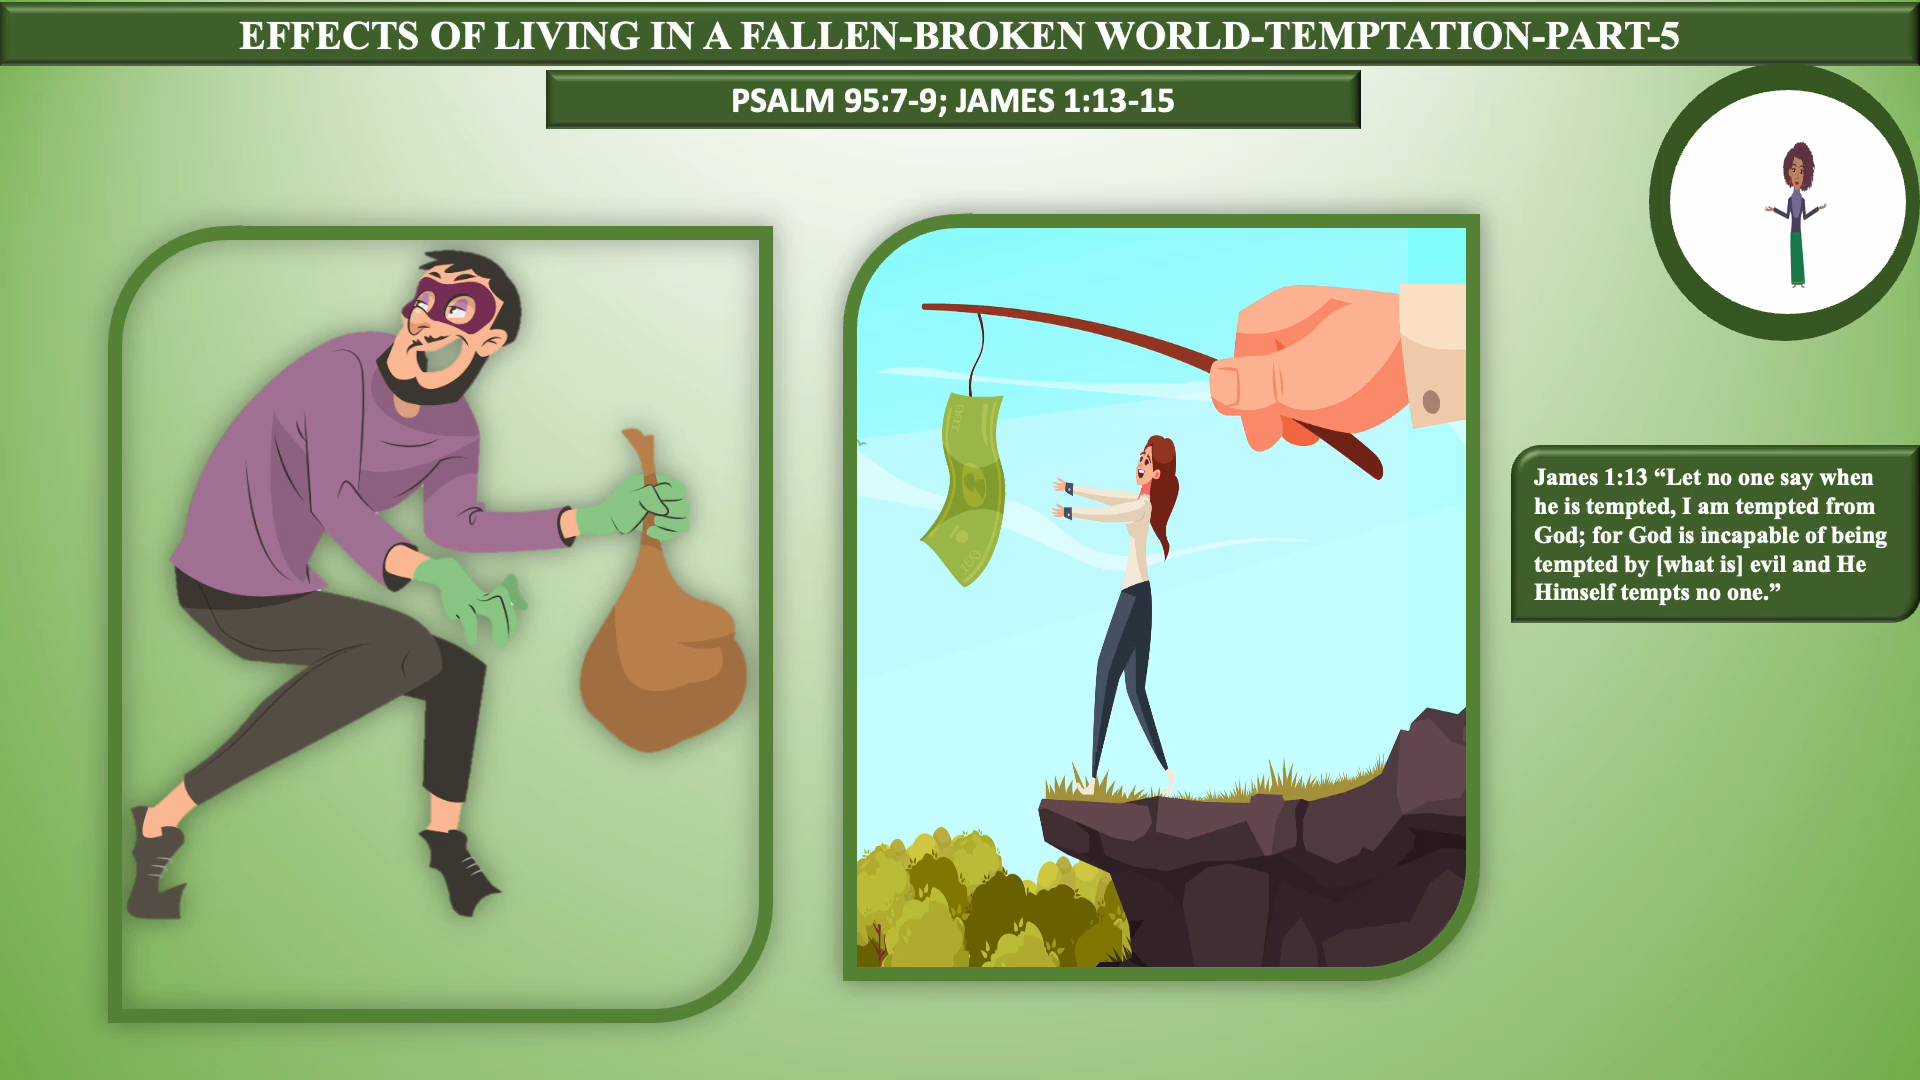 EFFECTS OF LIVING IN A FALLEN-BROKEN WORLD-TEMPTATION-PART-5
PSALM 95:7-9; JAMES 1:13-15
100
100
James 1:13 “Let no one say when
he is tempted, I am tempted from
God; for God is incapable of being
tempted by [what is] evil and He
Himself tempts no one.”